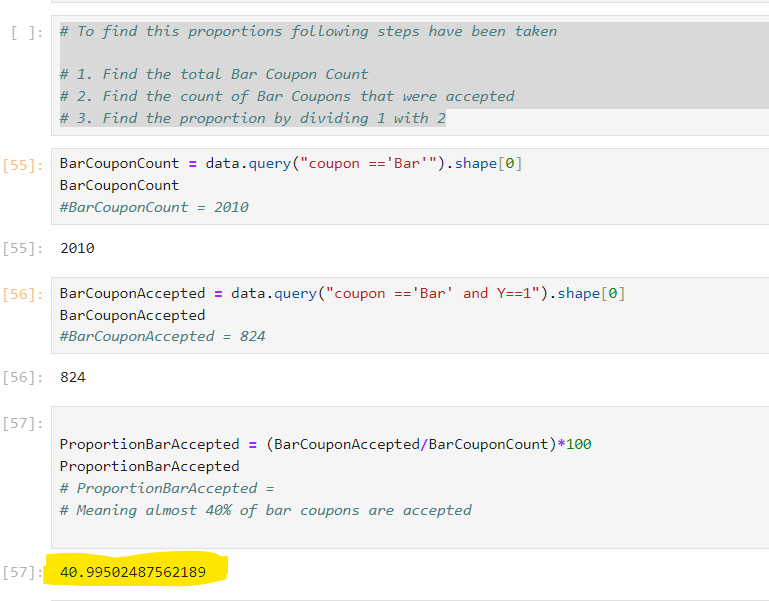 [ ]: # To find this proportions following steps have been taken
# 1. Find the total Bar Coupon Count
# 2. Find the count of Bar Coupons that were accepted
# 3. Find the proportion by dividing 1 with 2
[55]: BarCouponCount = data.query("coupon =='Bar'").shape[0]
BarCouponCount
#BarCouponCount = 2010
[55]: 2010
[56]: BarCouponAccepted = data.query("coupon =='Bar' and Y==1").shape[0]
BarCouponAccepted
#BarCouponAccepted = 824
[56]: 824
[57]:
ProportionBarAccepted = (BarCouponAccepted/BarCouponCount)*100
ProportionBarAccepted
# ProportionBarAccepted =
# Meaning almost 40% of bar coupons are accepted
[57]: 40.99502487562189